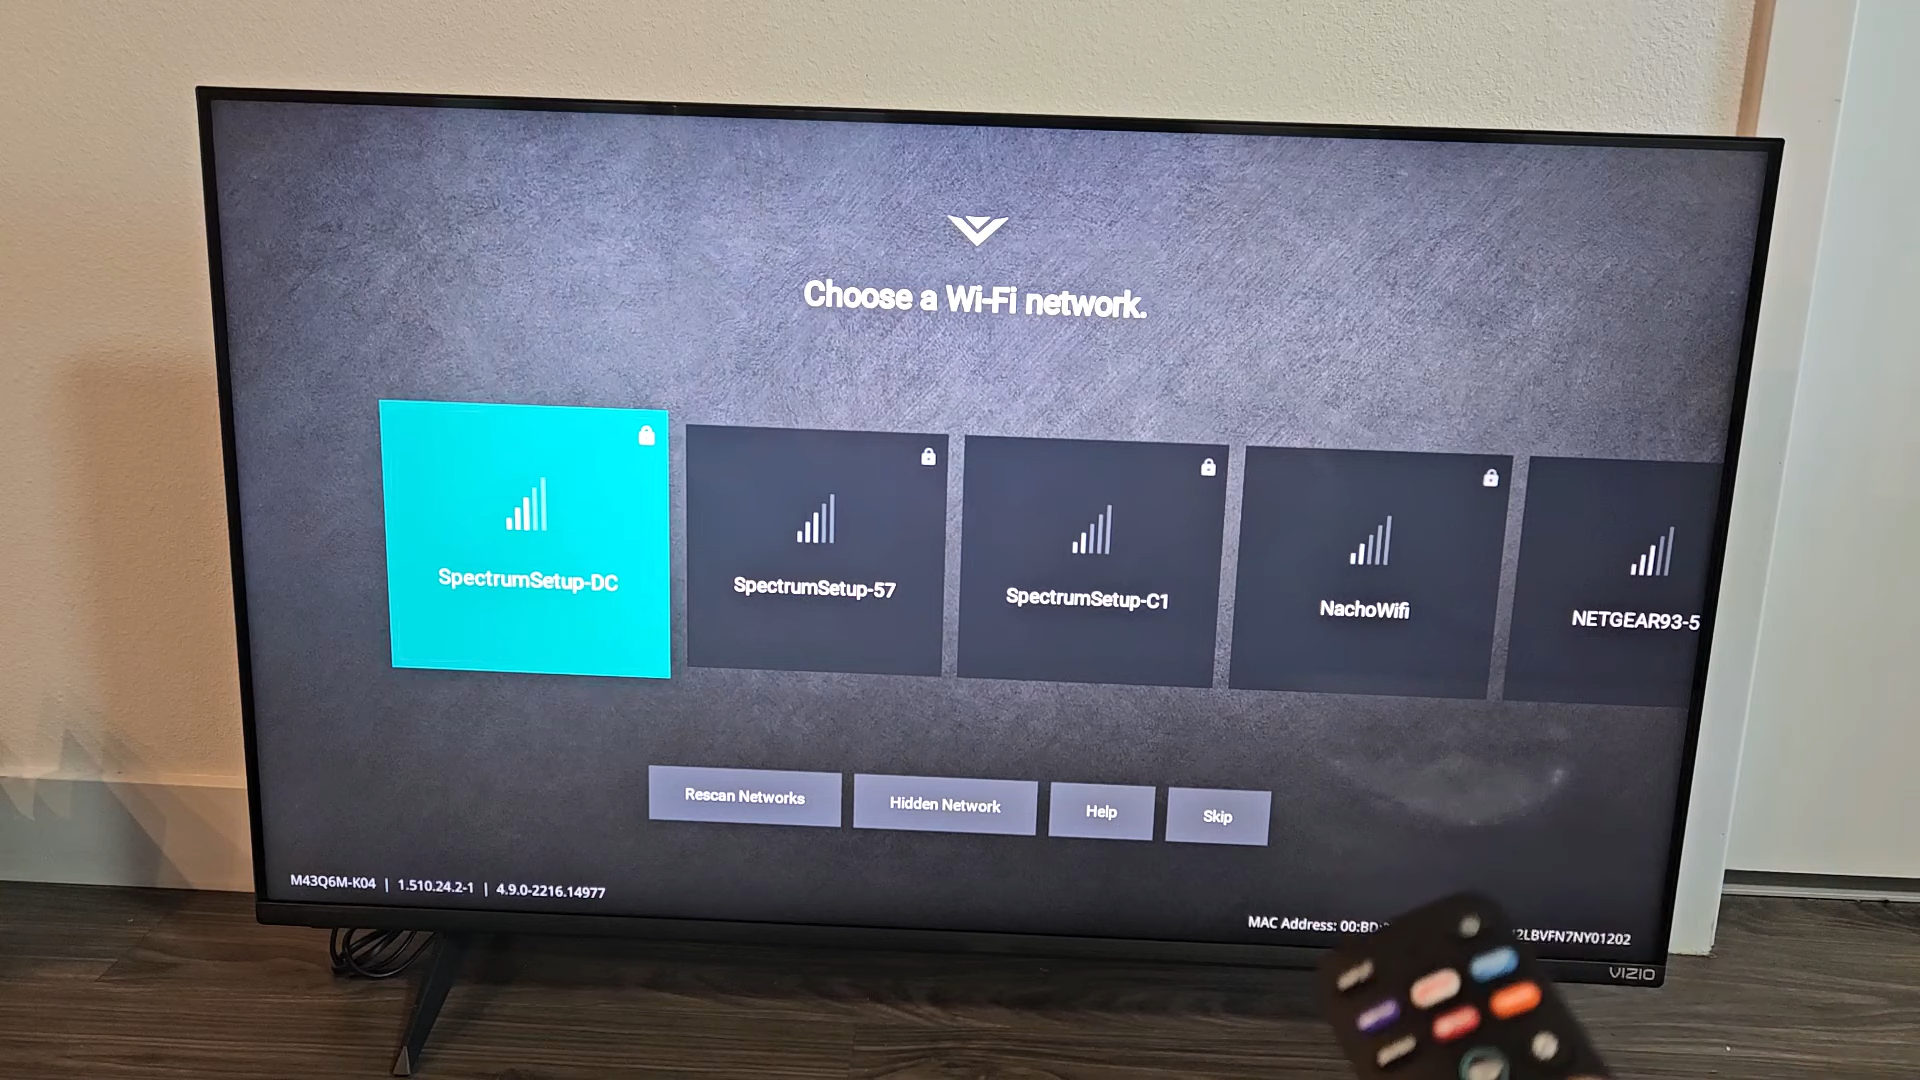 Choose a Wi-Fi network.
SpectrumSetup-DC
SpectrumSetup-57
SpectrumSetup-C1
NachoWifi
NETGEAR93-5
Rescan Networks
Hidden Network
Help
Skip
M43Q6M-K04 | 1.510.24.2-1 | 4.9.0-2216.14977
MAC Address: 00:BD: 2LBVFN7NY01202
VIZIO